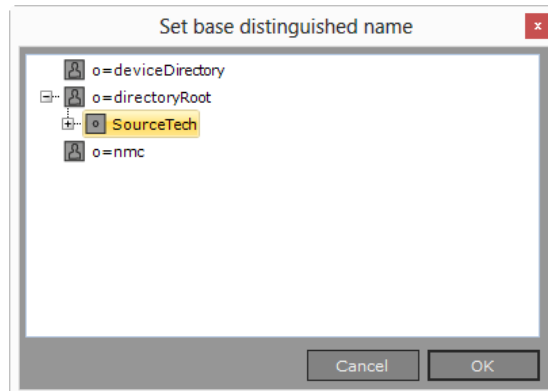 Set base distinguished name
x
o=deviceDirectory
o=directoryRoot
SourceTech
o=nmc
Cancel
OK